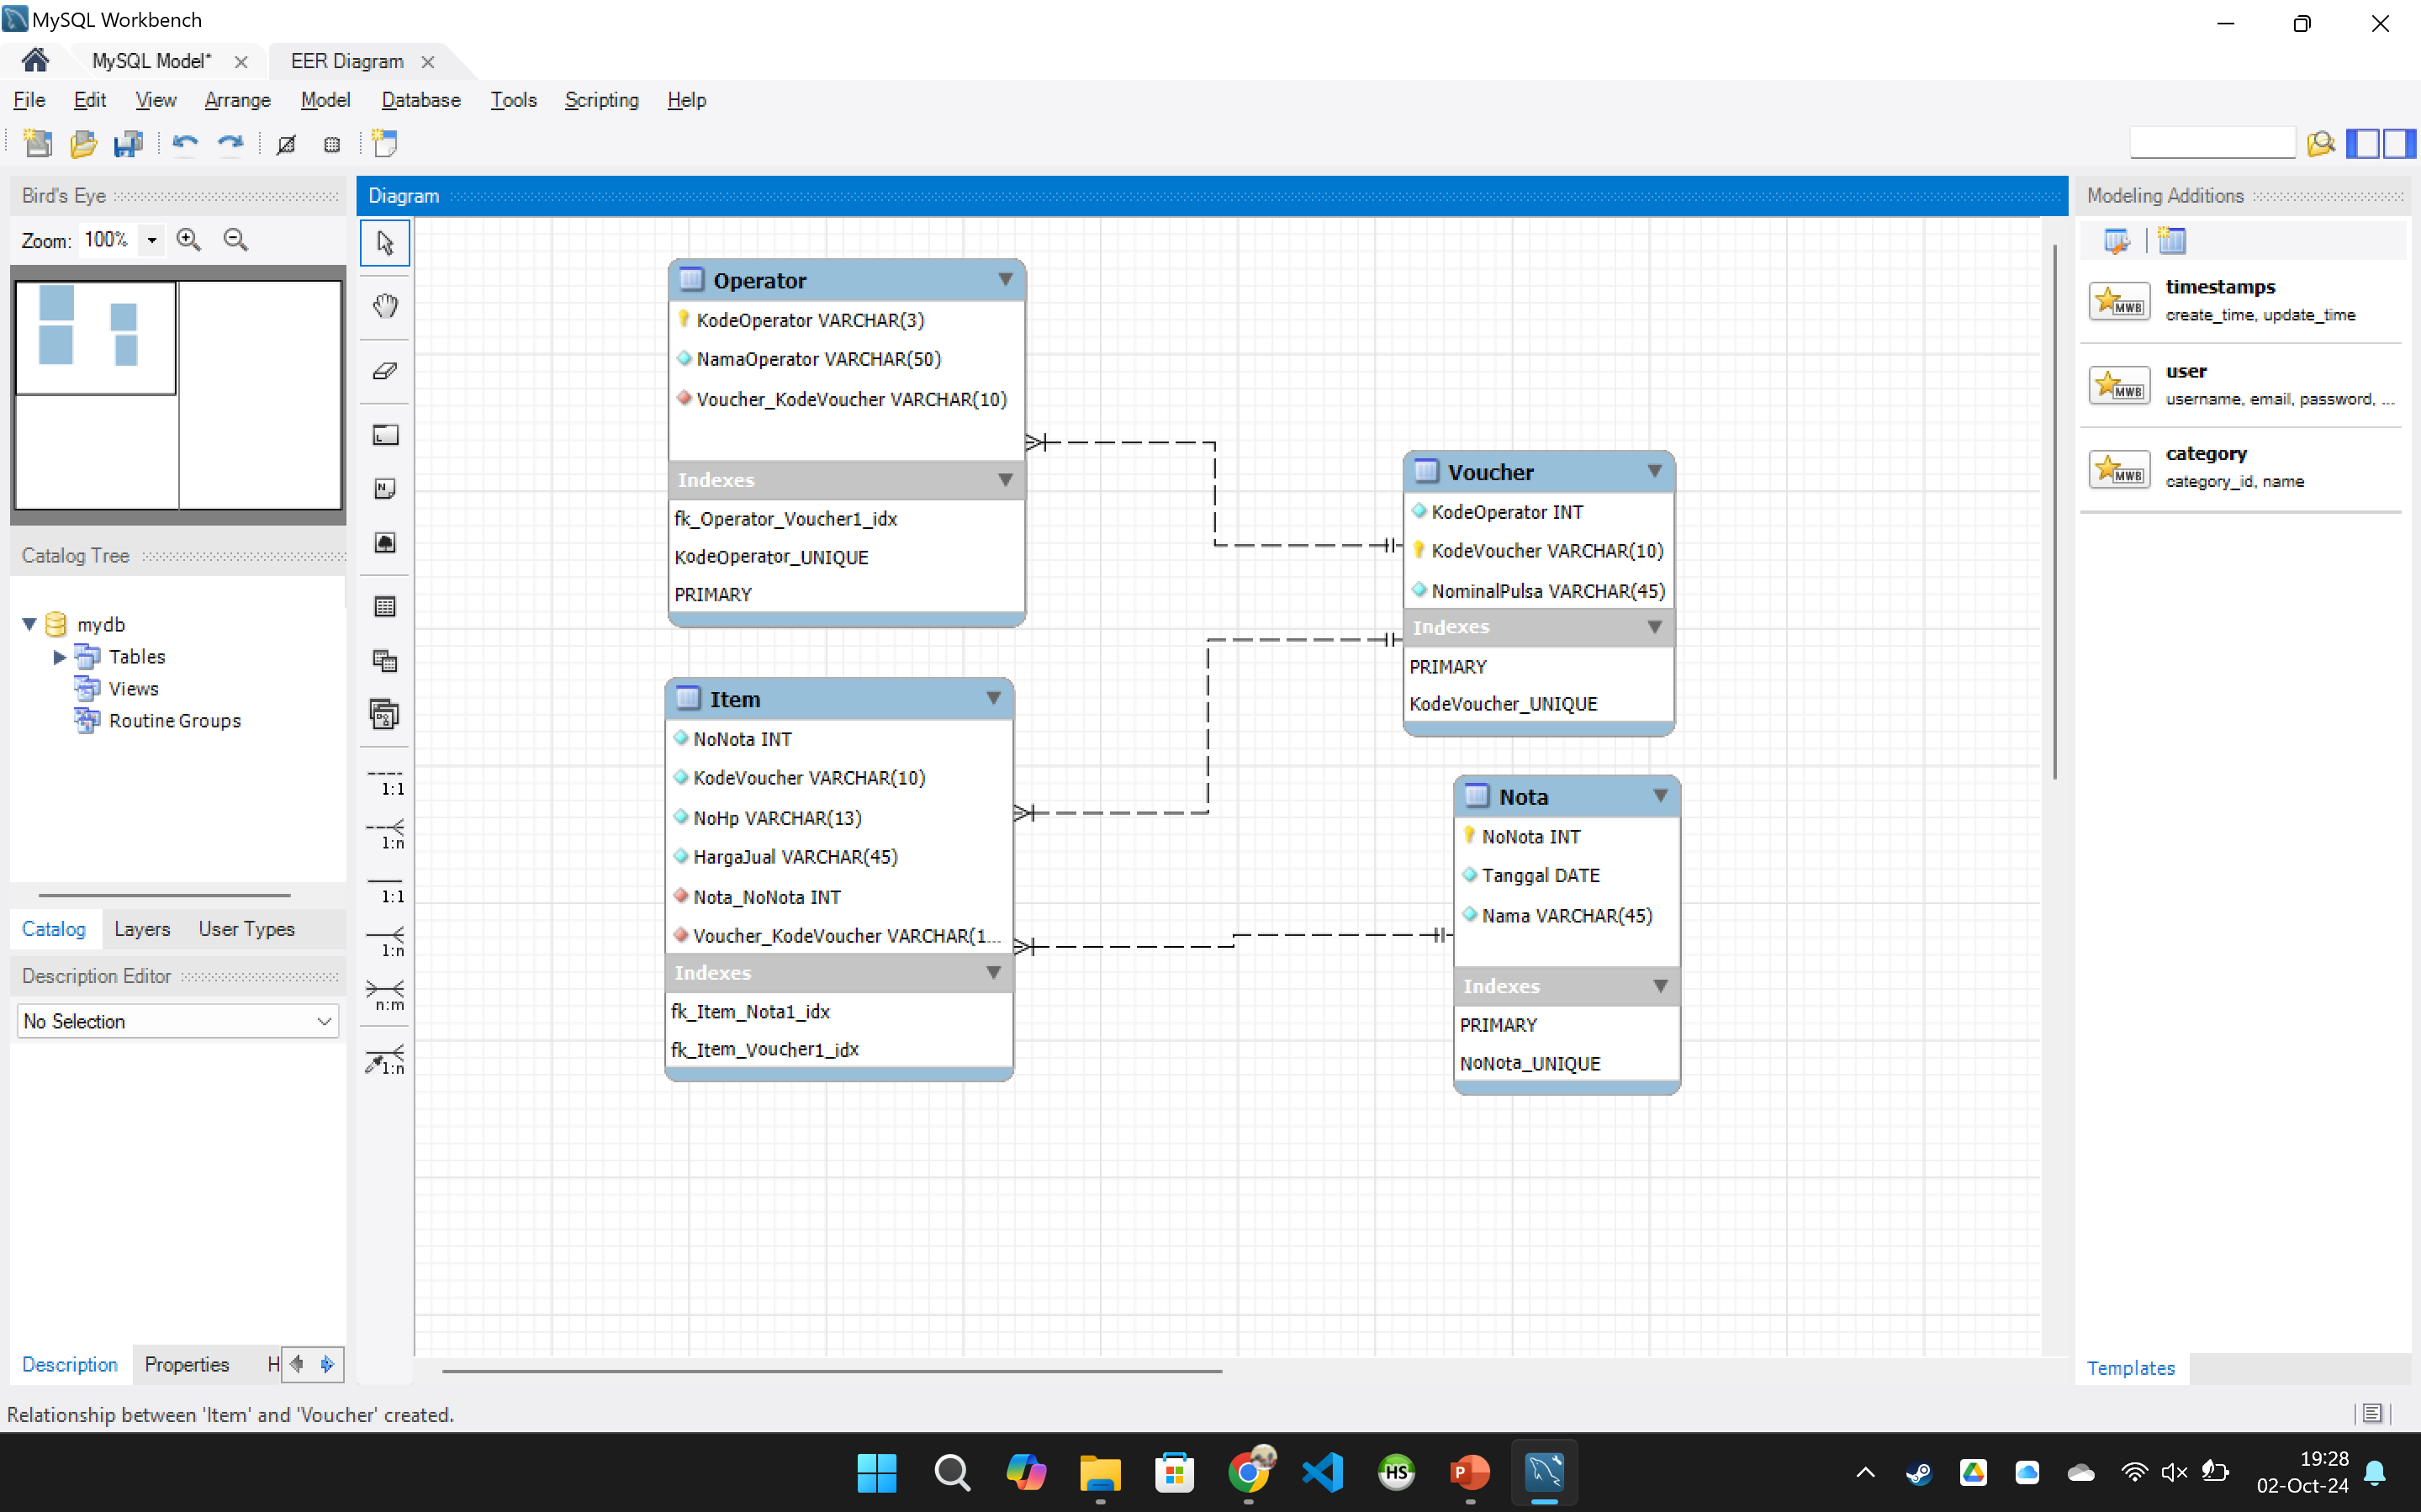 MySQL Workbench
MySQL Model*
EER Diagram
File Edit View Arrange Model Database Tools Scripting Help
Bird's Eye
Zoom: 100%
Catalog Tree
mydb
Tables
Views
Routine Groups
Catalog Layers User Types
Description Editor
No Selection
Description Properties H
Diagram
1:1
1:n
1:1
1:n
n:m
1:n
Operator
KodeOperator VARCHAR(3)
NamaOperator VARCHAR(50)
Voucher_KodeVoucher VARCHAR(10)
Indexes
fk_Operator_Voucher1_idx
KodeOperator_UNIQUE
PRIMARY
Item
NoNota INT
KodeVoucher VARCHAR(10)
NoHp VARCHAR(13)
HargaJual VARCHAR(45)
Nota_NoNota INT
Voucher_KodeVoucher VARCHAR(1...
Indexes
fk_Item_Nota1_idx
fk_Item_Voucher1_idx
Voucher
KodeOperator INT
KodeVoucher VARCHAR(10)
NominalPulsa VARCHAR(45)
Indexes
PRIMARY
KodeVoucher_UNIQUE
Nota
NoNota INT
Tanggal DATE
Nama VARCHAR(45)
Indexes
PRIMARY
NoNota_UNIQUE
Modeling Additions
MWB
timestamps
create_time, update_time
MWB
user
username, email, password, ...
MWB
category
category_id, name
Templates
Relationship between 'Item' and 'Voucher' created.
HS
P
19:28
02-Oct-24